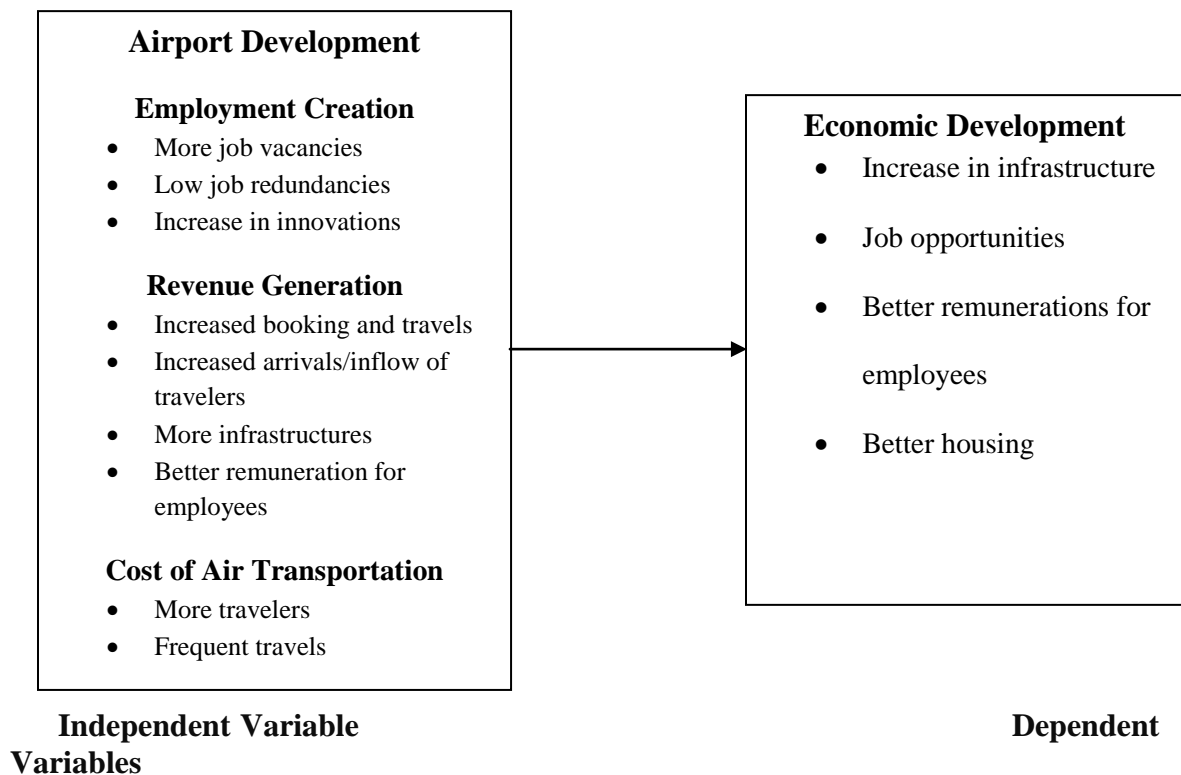 Airport Development
Employment Creation
• More job vacancies
• Low job redundancies
• Increase in innovations
Revenue Generation
• Increased booking and travels
• Increased arrivals/inflow of
travelers
• More infrastructures
• Better remuneration for
employees
Cost of Air Transportation
• More travelers
• Frequent travels
Economic Development
• Increase in infrastructure
• Job opportunities
• Better remunerations for
employees
• Better housing
Independent Variable Dependent
Variables